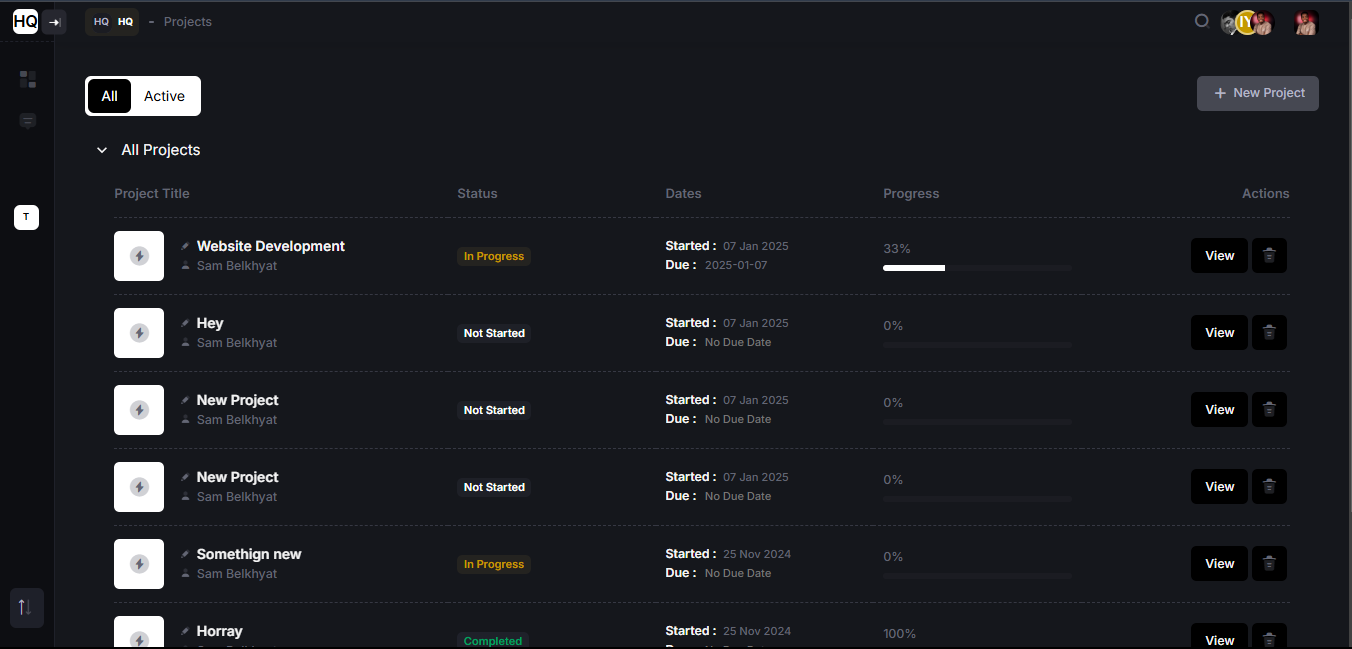 HQ
HQ HQ - Projects
IY
All Active
+ New Project
All Projects
Project Title Status Dates Progress Actions
T
Website Development
Sam Belkhyat
In Progress
Started : 07 Jan 2025
Due : 2025-01-07
33%
View
Hey
Sam Belkhyat
Not Started
Started : 07 Jan 2025
Due : No Due Date
0%
View
New Project
Sam Belkhyat
Not Started
Started : 07 Jan 2025
Due : No Due Date
0%
View
New Project
Sam Belkhyat
Not Started
Started : 07 Jan 2025
Due : No Due Date
0%
View
Somethign new
Sam Belkhyat
In Progress
Started : 25 Nov 2024
Due : No Due Date
0%
View
Horray
Completed
Started : 25 Nov 2024
100%
View